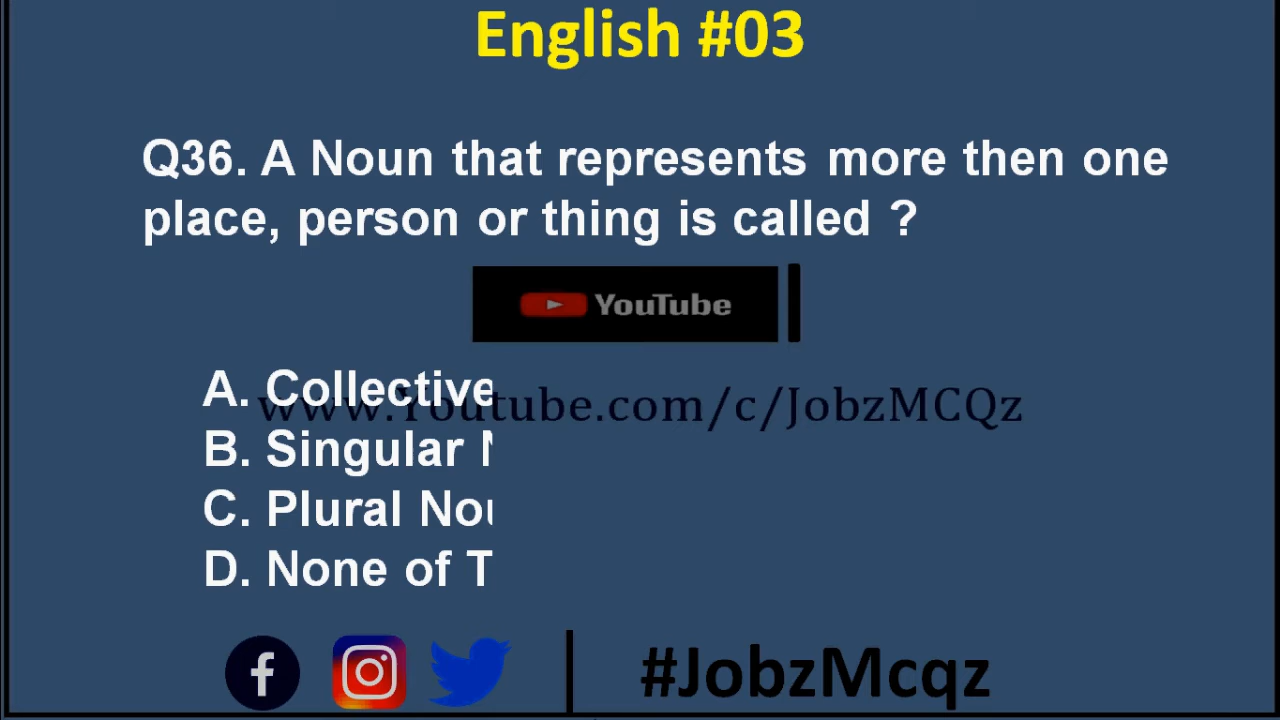 English #03
Q36. A Noun that represents more then one
place, person or thing is called ?
YouTube
A. Collective
www.Youtube.com/c/JobzMCQz
B. Singular
C. Plural
D. None of
#JobzMcqz